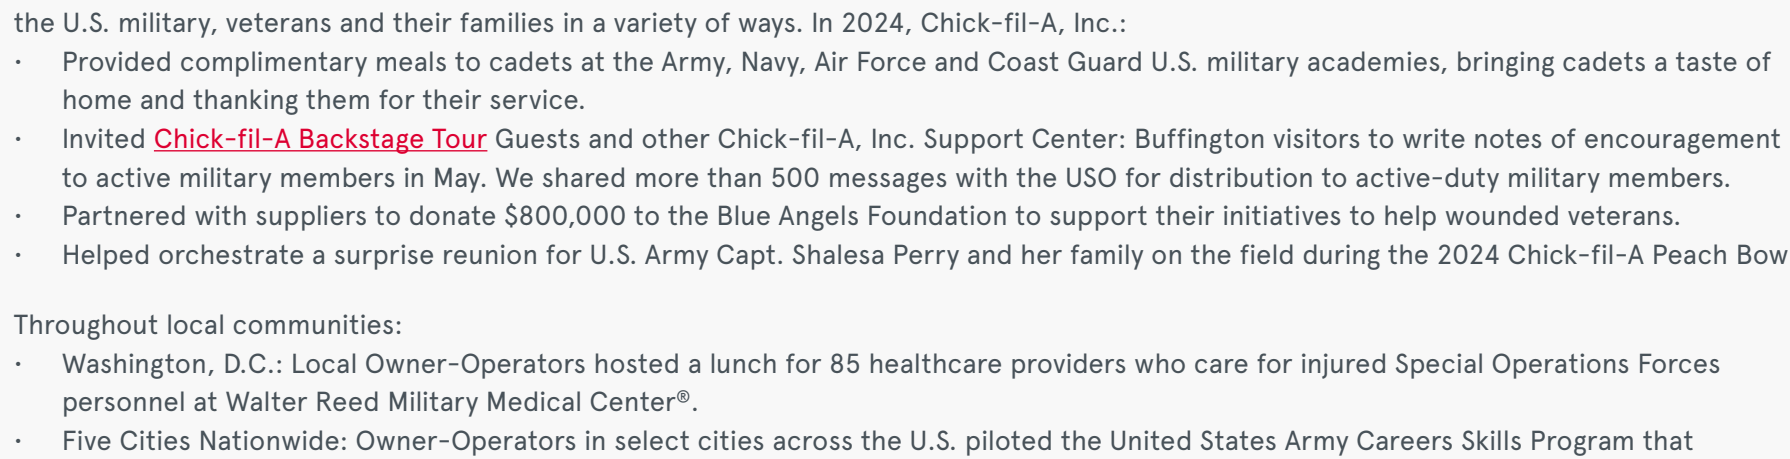 the U.S. military, veterans and their families in a variety of ways. In 2024, Chick-fil-A, Inc.:
· Provided complimentary meals to cadets at the Army, Navy, Air Force and Coast Guard U.S. military academies, bringing cadets a taste of
home and thanking them for their service.
· Invited Chick-fil-A Backstage Tour Guests and other Chick-fil-A, Inc. Support Center: Buffington visitors to write notes of encouragement
to active military members in May. We shared more than 500 messages with the USO for distribution to active-duty military members.
· Partnered with suppliers to donate $800,000 to the Blue Angels Foundation to support their initiatives to help wounded veterans.
· Helped orchestrate a surprise reunion for U.S. Army Capt. Shalesa Perry and her family on the field during the 2024 Chick-fil-A Peach Bow
Throughout local communities:
· Washington, D.C.: Local Owner-Operators hosted a lunch for 85 healthcare providers who care for injured Special Operations Forces
personnel at Walter Reed Military Medical Center®.
· Five Cities Nationwide: Owner-Operators in select cities across the U.S. piloted the United States Army Careers Skills Program that